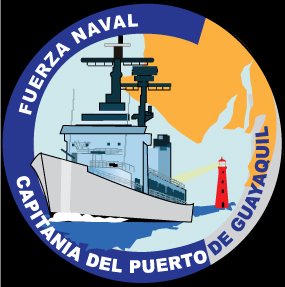 FUERZA NAVAL
CAPITANIA DEL PUERTO DE GUAYAQUIL